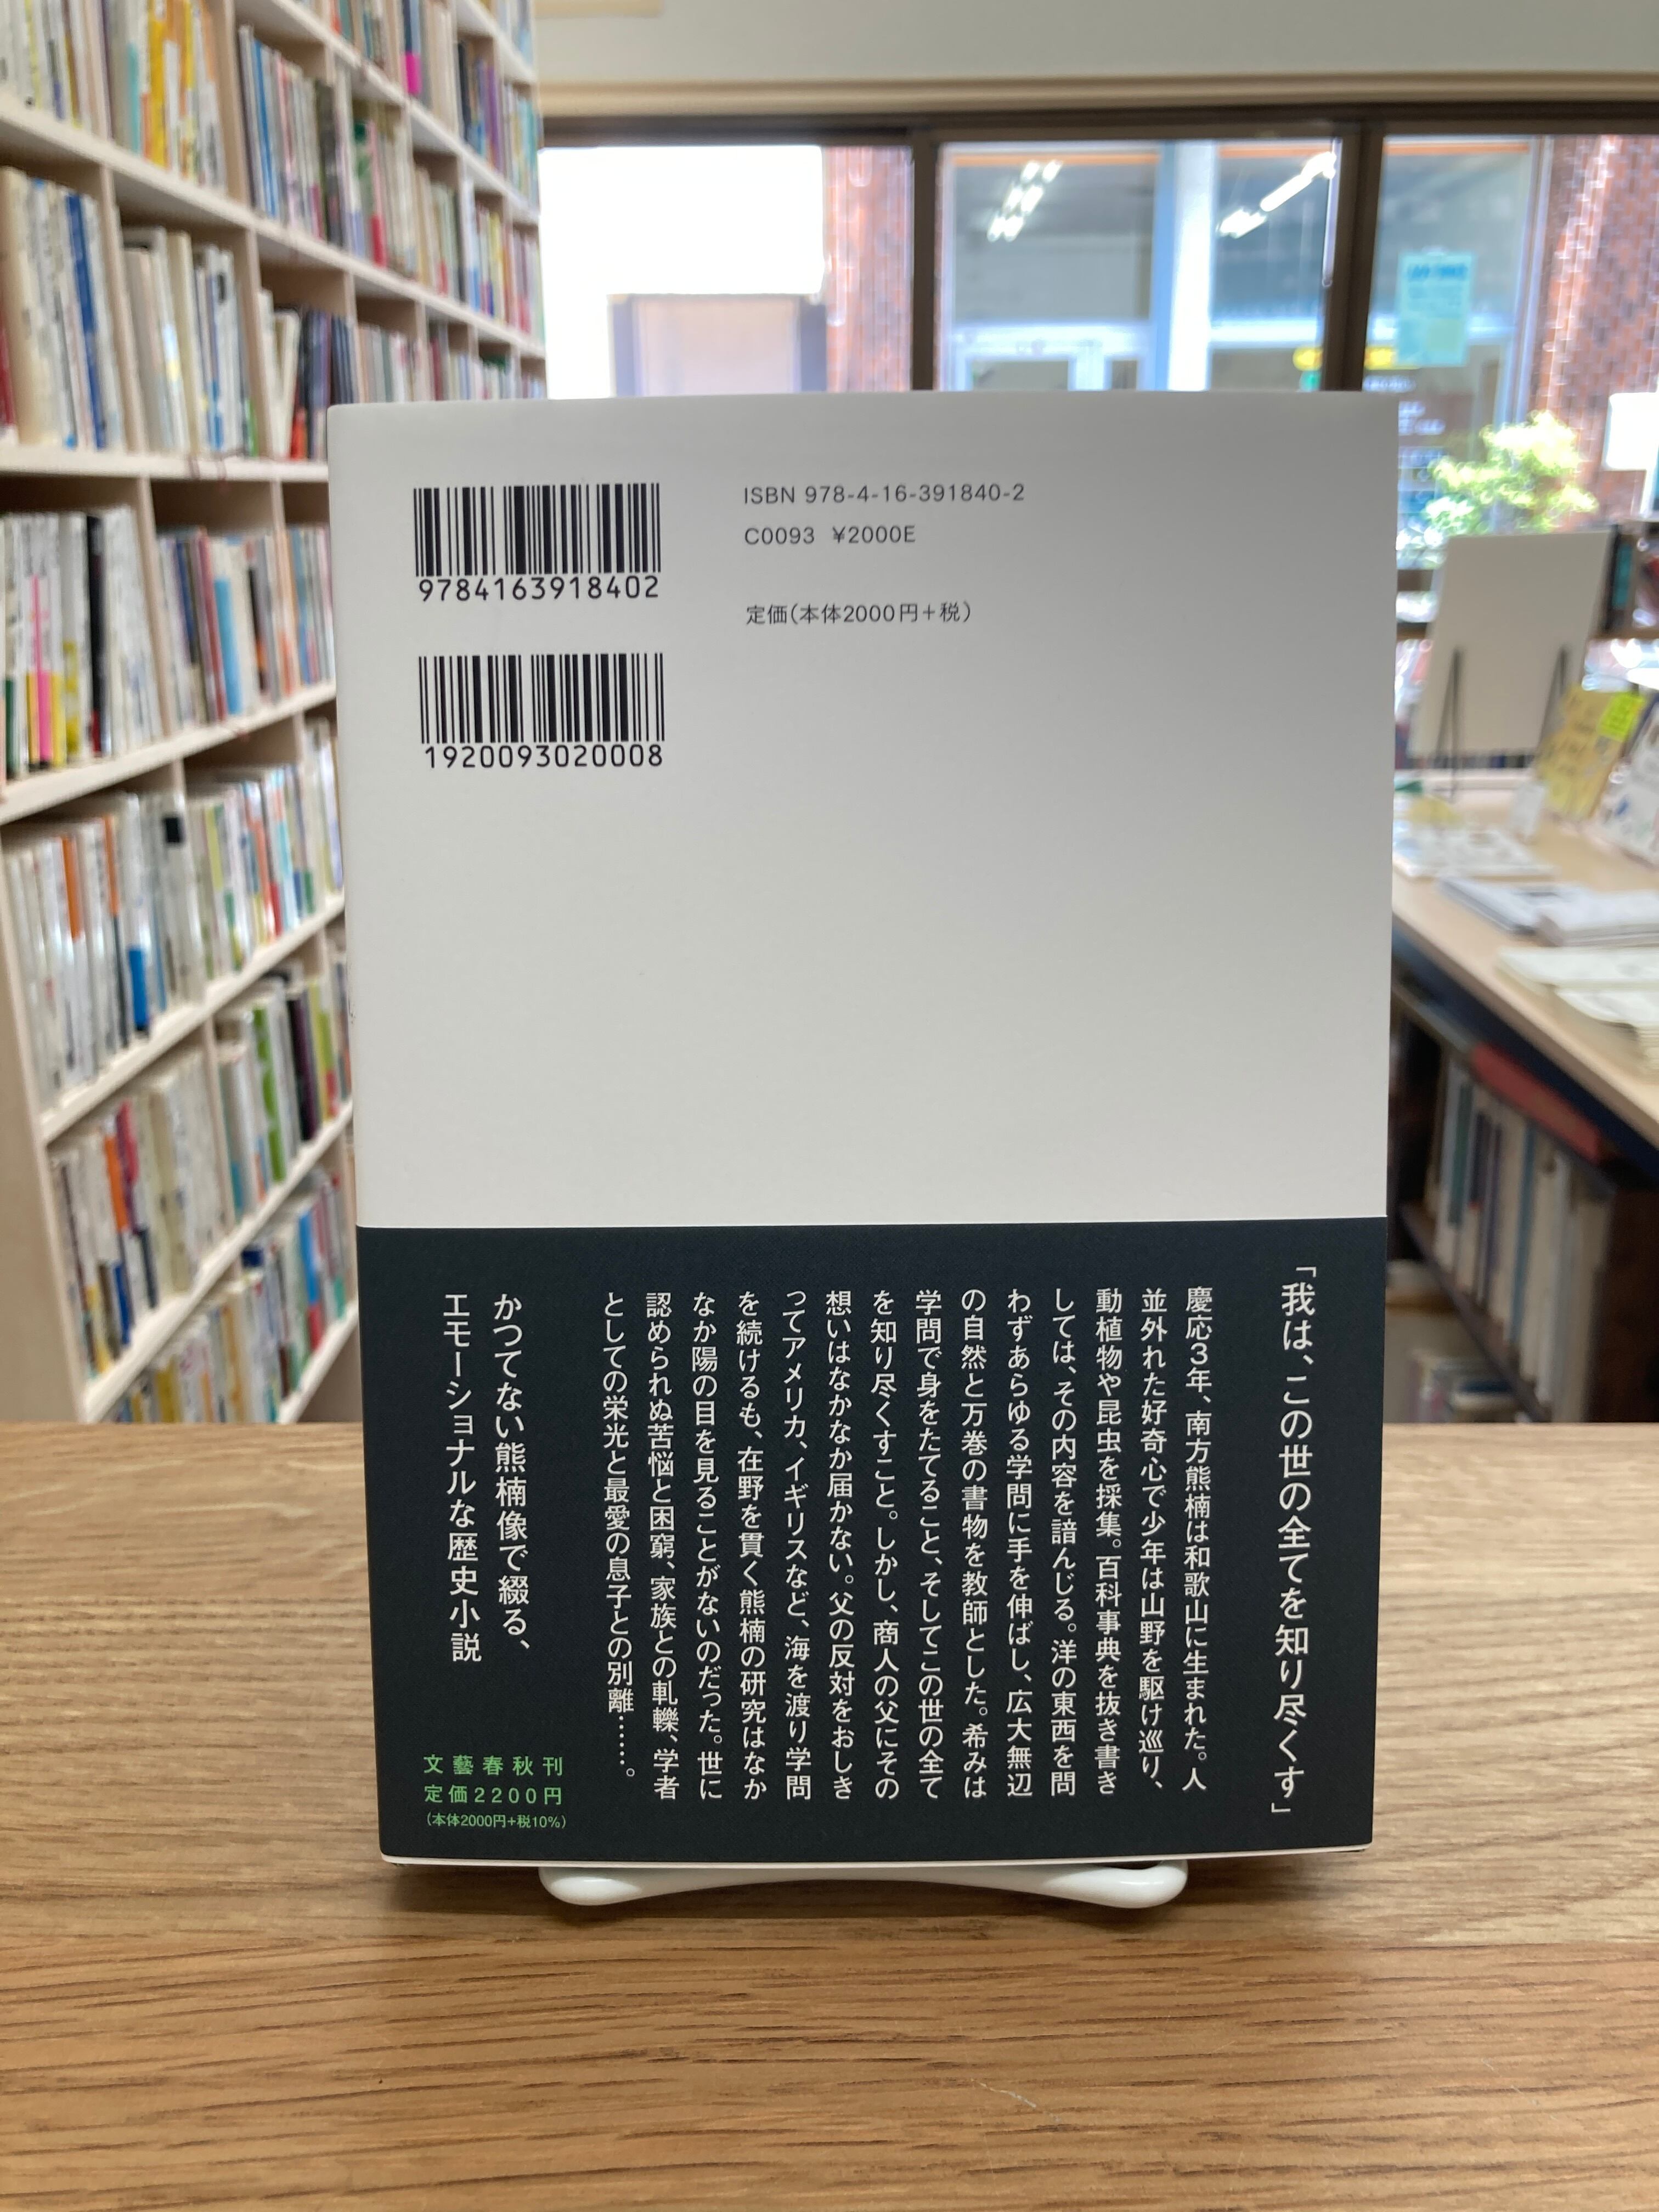 9784163918402
ISBN 978-4-16-391840-2
C0093 ¥2000E
定価(本体2000円+税)
1920093020008
「我は、この世の全てを知り尽くす」
慶応3年、南方熊楠は和歌山に生まれた。人
並外れた好奇心で少年は山野を駆け巡り、
動植物や昆虫を採集。百科事典を抜き書き
しては、その内容を諳んじる。洋の東西を問
わずあらゆる学問に手を伸ばし、広大無辺
の自然と万巻の書物を教師とした。希みは
学問で身をたてること、そしてこの世の全て
を知り尽くすこと。しかし、商人の父にその
想いはなかなか届かない。父の反対をおしき
ってアメリカ、イギリスなど、海を渡り学問
を続けるも、在野を貫く熊楠の研究はなか
なか陽の目を見ることがないのだった。世に
認められぬ苦悩と困窮、家族との軋轢、学者
としての栄光と最愛の息子との別離……。
かつてない熊楠像で綴る、
エモーショナルな歴史小説
文藝春秋刊
定価2200円
(本体2000円+税10%)